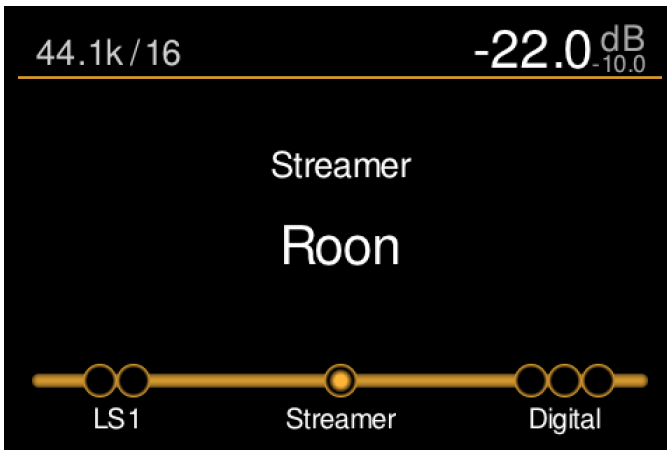 44.1k/16
-22.0 dB -10.0
Streamer
Roon
LS1 Streamer Digital